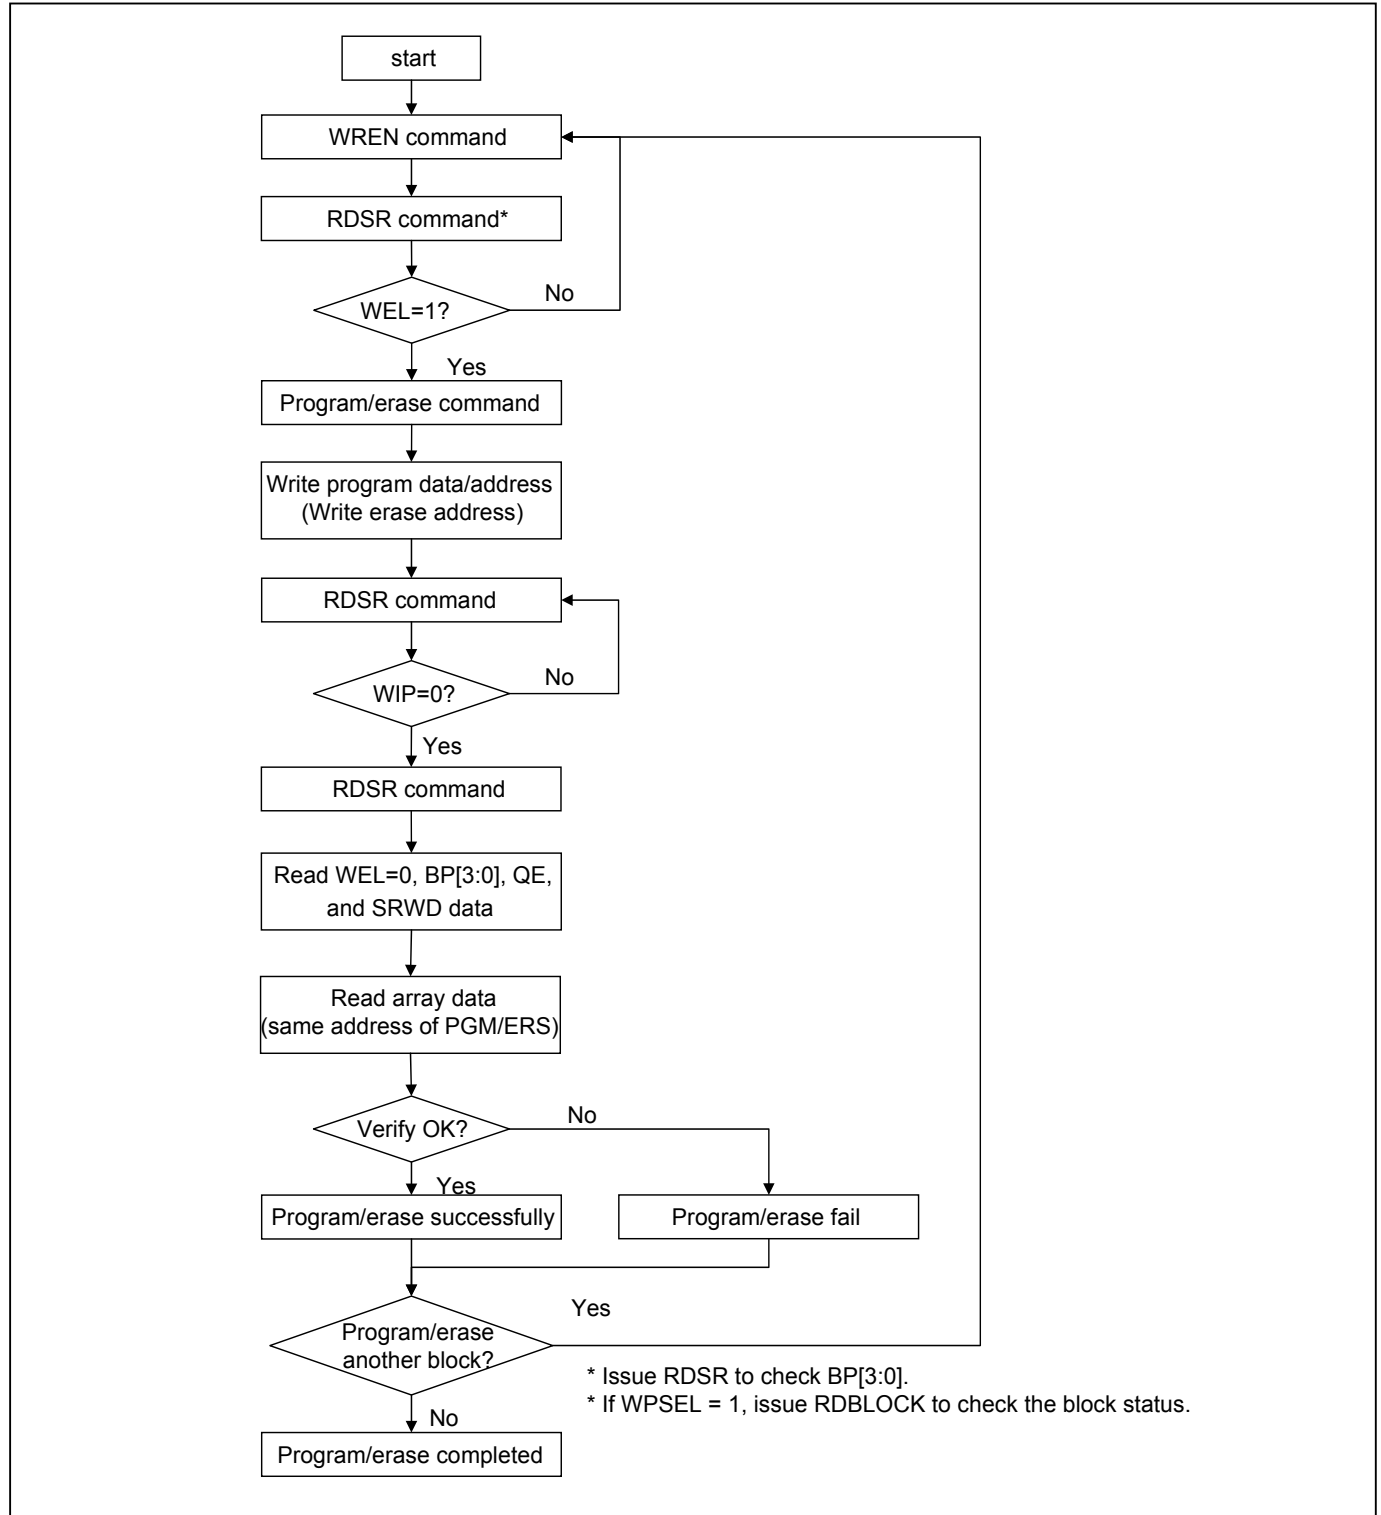 start
WREN command
RDSR command*
WEL=1?
No
Yes
Program/erase command
Write program data/address
(Write erase address)
RDSR command
WIP=0?
No
Yes
RDSR command
Read WEL=0, BP[3:0], QE,
and SRWD data
Read array data
(same address of PGM/ERS)
Verify OK?
No
Yes
Program/erase successfully
Program/erase fail
Yes
Program/erase
another block?
* Issue RDSR to check BP[3:0].
* If WPSEL = 1, issue RDBLOCK to check the block status.
No
Program/erase completed